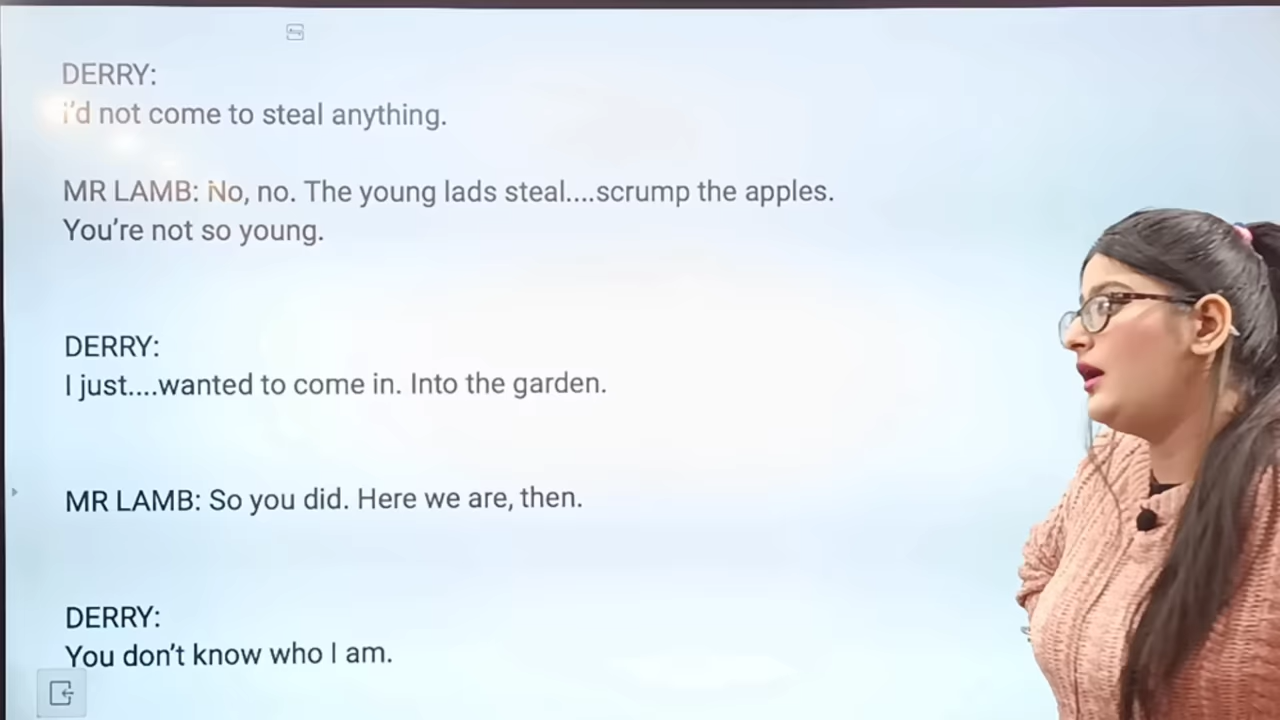 DERRY:
i'd not come to steal anything.
MR LAMB: No, no. The young lads steal....scrump the apples.
You're not so young.
DERRY:
I just....wanted to come in. Into the garden.
MR LAMB: So you did. Here we are, then.
DERRY:
You don't know who I am.